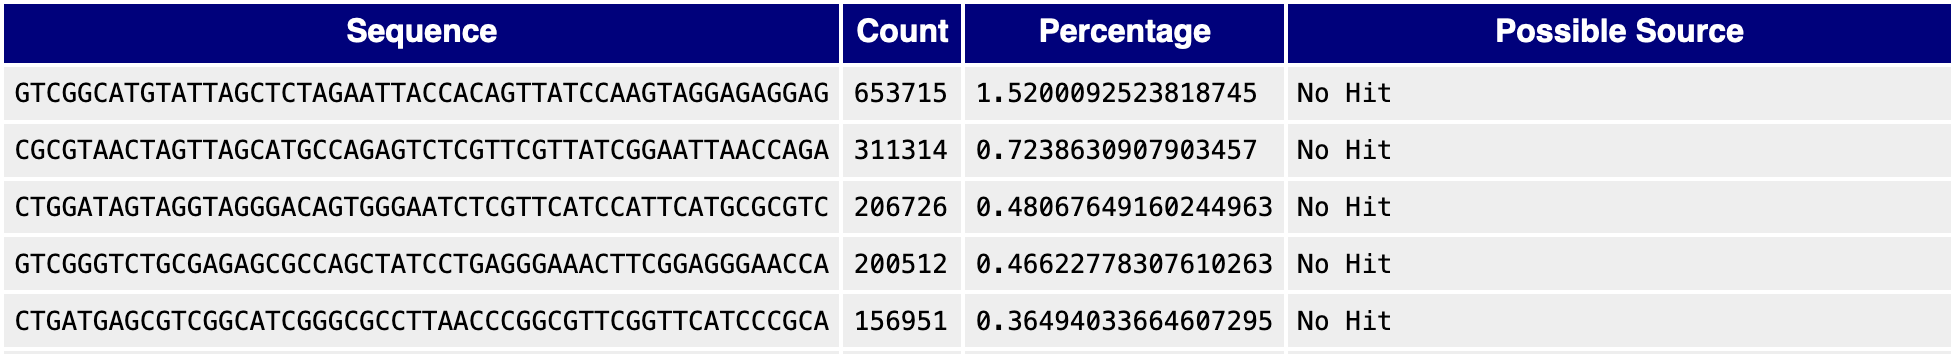 Sequence Count Percentage Possible Source
GTCGGCATGTATTAGCTCTAGAATTACCACAGTTATCCAAGTAGGAGAGGAG 653715 1.5200092523818745 No Hit
CGCGTAACTAGTTAGCATGCCAGAGTCTCGTTCGTTATCGGAATTAACCAGA 311314 0.7238630907903457 No Hit
CTGGATAGTAGGTAGGGACAGTGGGAATCTCGTTCATCCATTCATGCGCGTC 206726 0.48067649160244963 No Hit
GTCGGGTCTGCGAGAGCGCCAGCTATCCTGAGGGAAACTTCGGAGGGAACCA 200512 0.46622778307610263 No Hit
CTGATGAGCGTCGGCATCGGGCGCCTTAACCCGGCGTTCGGTTCATCCCGCA 156951 0.36494033664607295 No Hit